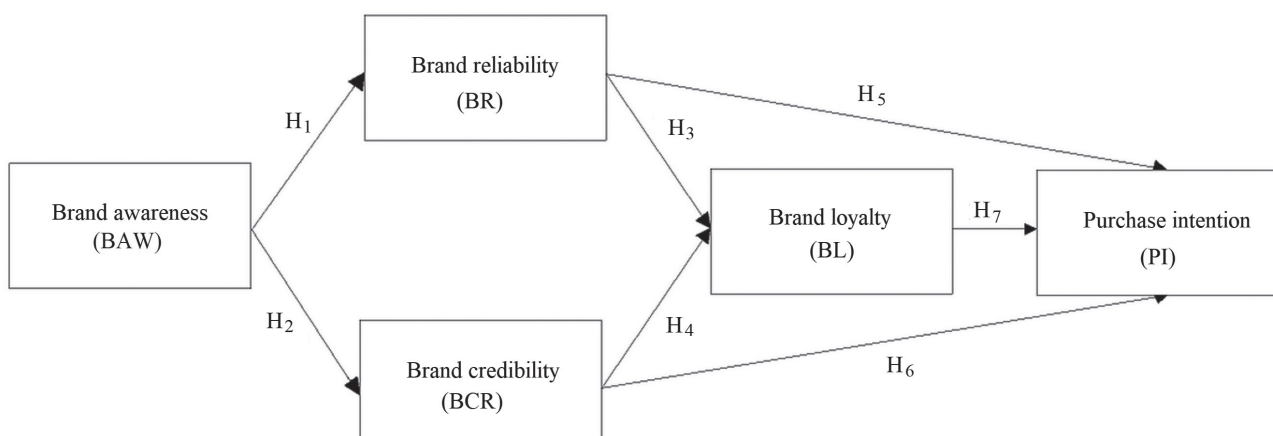 Brand reliability
(BR)
H5
H1
H3
Brand awareness
(BAW)
Brand loyalty
(BL)
H7
Purchase intention
(PI)
H2
H4
H6
Brand credibility
(BCR)